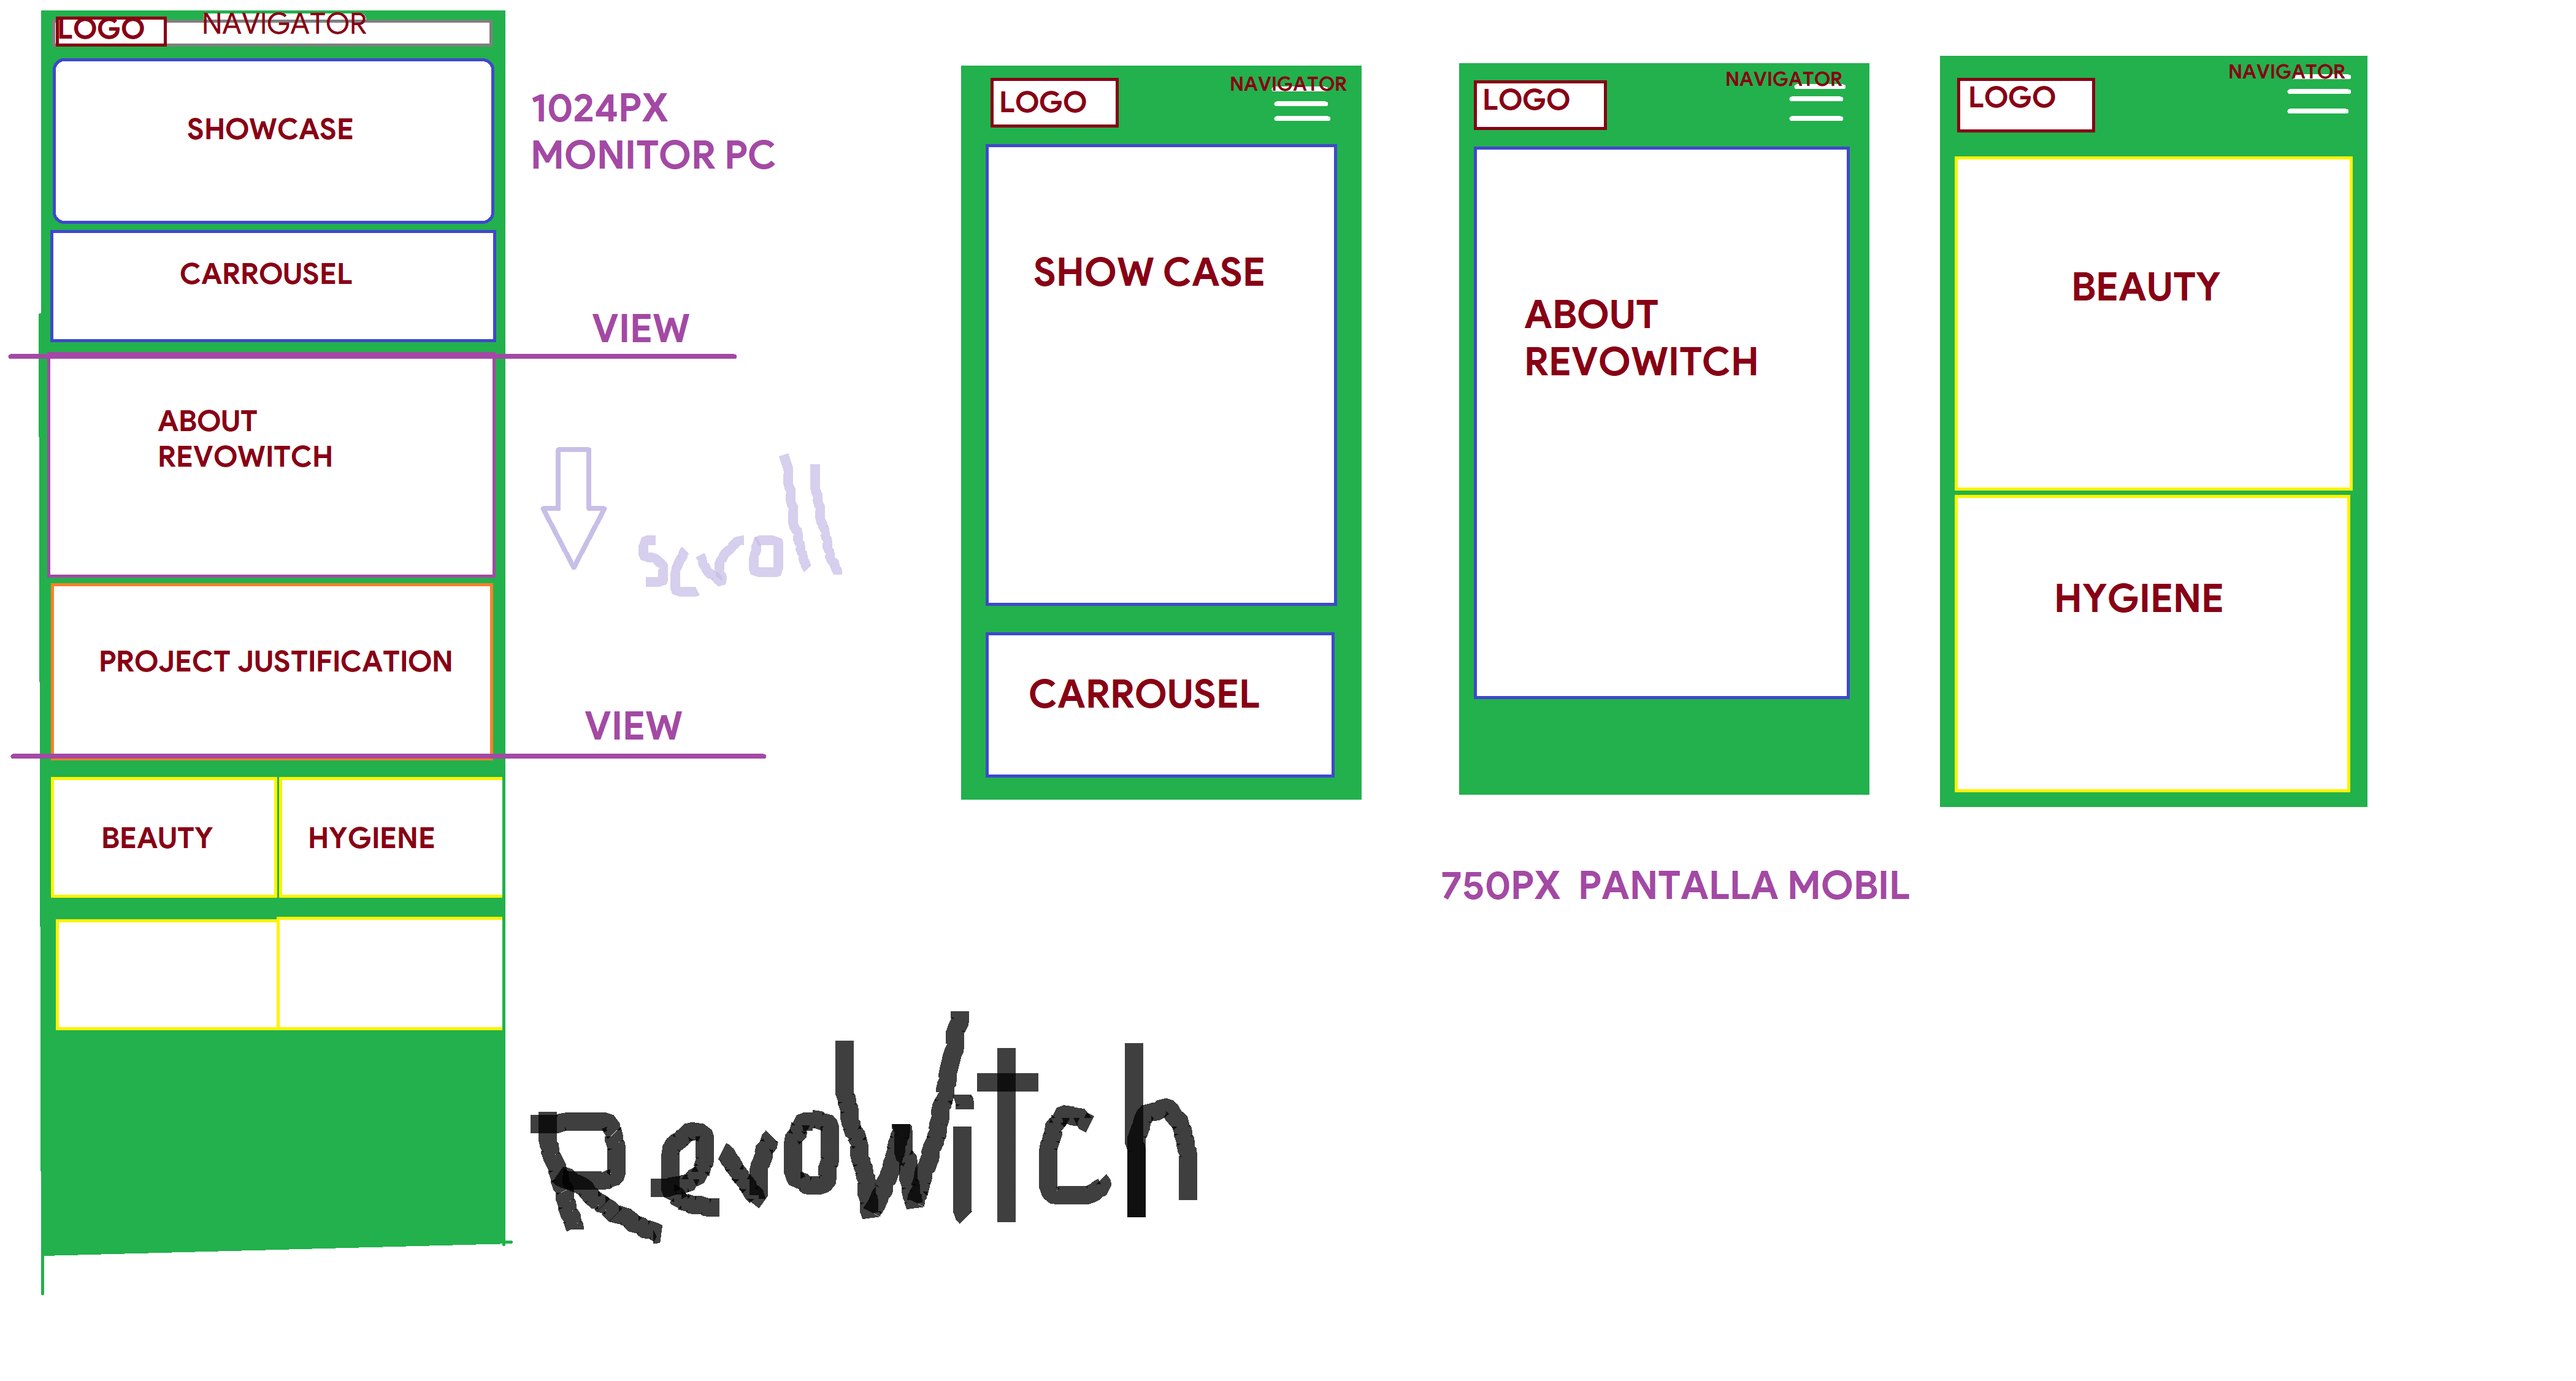 LOGO
NAVIGATOR
SHOWCASE
CARROUSEL
ABOUT
REVOWITCH
PROJECT JUSTIFICATION
BEAUTY
HYGIENE
1024PX
MONITOR PC
VIEW
scroll
VIEW
LOGO
NAVIGATOR
SHOW CASE
CARROUSEL
LOGO
NAVIGATOR
ABOUT
REVOWITCH
LOGO
NAVIGATOR
BEAUTY
HYGIENE
750PX PANTALLA MOBIL
RevoWitch